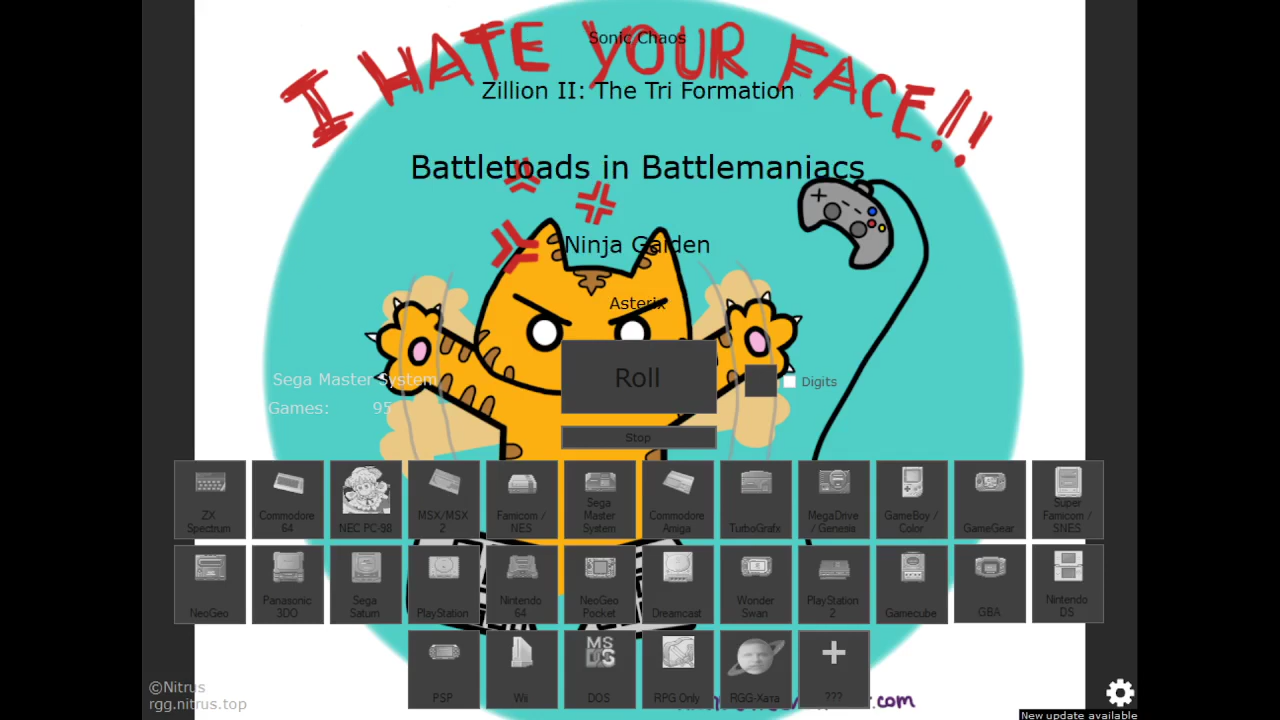 I HATE YOUR FACE!!
Sonic Chaos
Zillion II: The Tri Formation
Battletoads in Battlemaniacs
Ninja Gaiden
Asterix
Roll
Digits
Sega Master System
Games: 95
Stop
ZX Spectrum
Commodore 64
NEC PC-98
MSX/MSX 2
Famicom / NES
Sega Master System
Commodore Amiga
TurboGrafx
MegaDrive / Genesis
GameBoy / Color
GameGear
Super Famicom / SNES
NeoGeo
Panasonic 3DO
Sega Saturn
PlayStation
Nintendo 64
NeoGeo Pocket
Dreamcast
Wonder Swan
PlayStation 2
Gamecube
GBA
Nintendo DS
PSP
Wii
MS DOS
DOS
RPG Only
RGG-Хата
???
©Nitrus
rgg.nitrus.top
.com
New update available